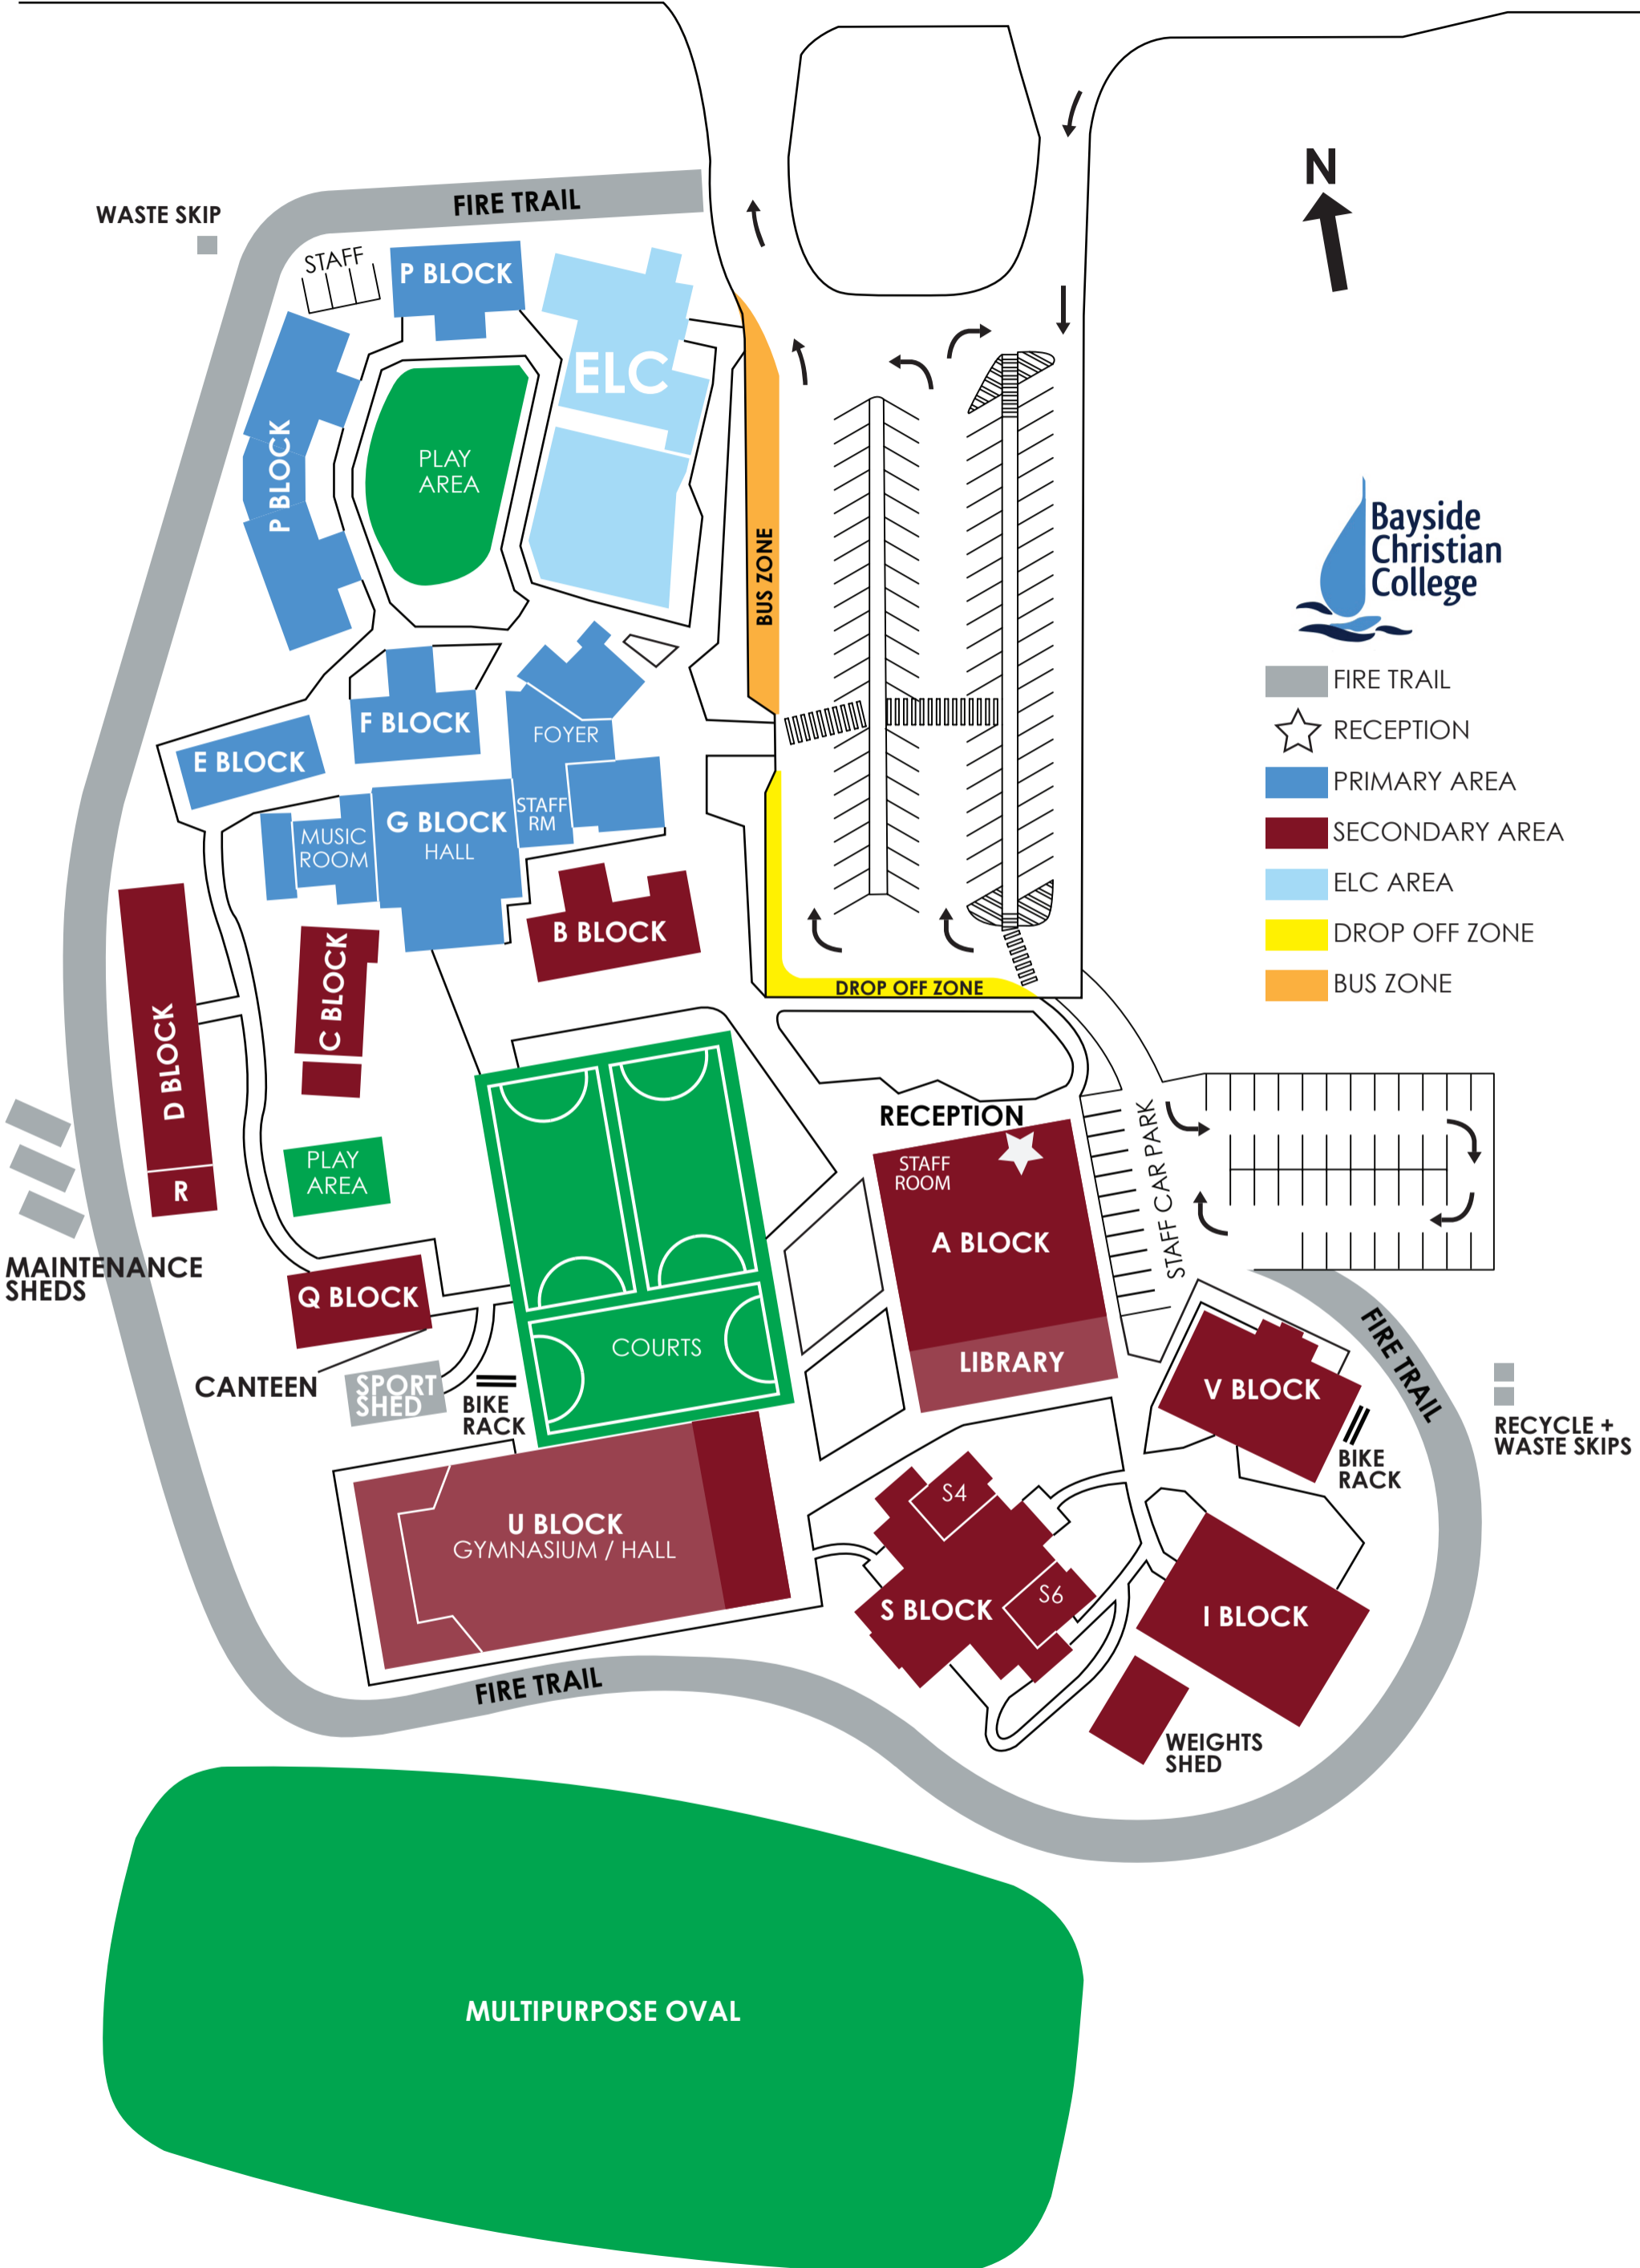 FIRE TRAIL
N
WASTE SKIP
STAFF
P BLOCK
ELC
P BLOCK
PLAY
AREA
BUS ZONE
Bayside
Christian
College
FIRE TRAIL
RECEPTION
PRIMARY AREA
SECONDARY AREA
ELC AREA
DROP OFF ZONE
BUS ZONE
F BLOCK
FOYER
E BLOCK
G BLOCK
HALL
STAFF
RM
MUSIC
ROOM
B BLOCK
C BLOCK
D BLOCK
R
DROP OFF ZONE
RECEPTION
STAFF
ROOM
A BLOCK
LIBRARY
STAFF CAR PARK
PLAY
AREA
MAINTENANCE
SHEDS
Q BLOCK
COURTS
CANTEEN
SPORT
SHED
BIKE
RACK
V BLOCK
FIRE TRAIL
BIKE
RACK
RECYCLE +
WASTE SKIPS
U BLOCK
GYMNASIUM / HALL
S4
S6
S BLOCK
I BLOCK
WEIGHTS
SHED
FIRE TRAIL
MULTIPURPOSE OVAL